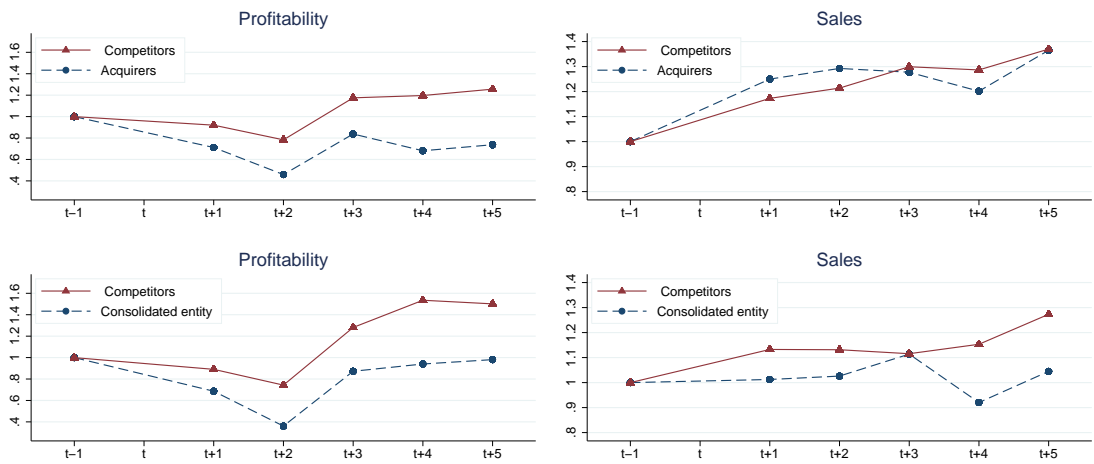 Profitability
Competitors
Acquirers
.4 .6 .8 1 1.2 1.4 1.6
t–1 t t+1 t+2 t+3 t+4 t+5
Sales
Competitors
Acquirers
.8 .9 1 1.1 1.2 1.3 1.4
t–1 t t+1 t+2 t+3 t+4 t+5
Profitability
Competitors
Consolidated entity
.4 .6 .8 1 1.2 1.4 1.6
t–1 t t+1 t+2 t+3 t+4 t+5
Sales
Competitors
Consolidated entity
.8 .9 1 1.1 1.2 1.3 1.4
t–1 t t+1 t+2 t+3 t+4 t+5